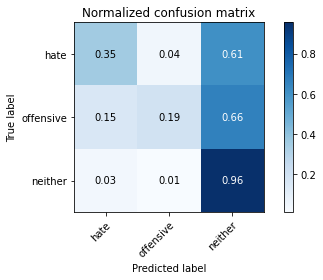 Normalized confusion matrix
True label
hate
0.35 0.04 0.61
offensive
0.15 0.19 0.66
neither
0.03 0.01 0.96
hate
offensive
neither
Predicted label
0.8
0.6
0.4
0.2